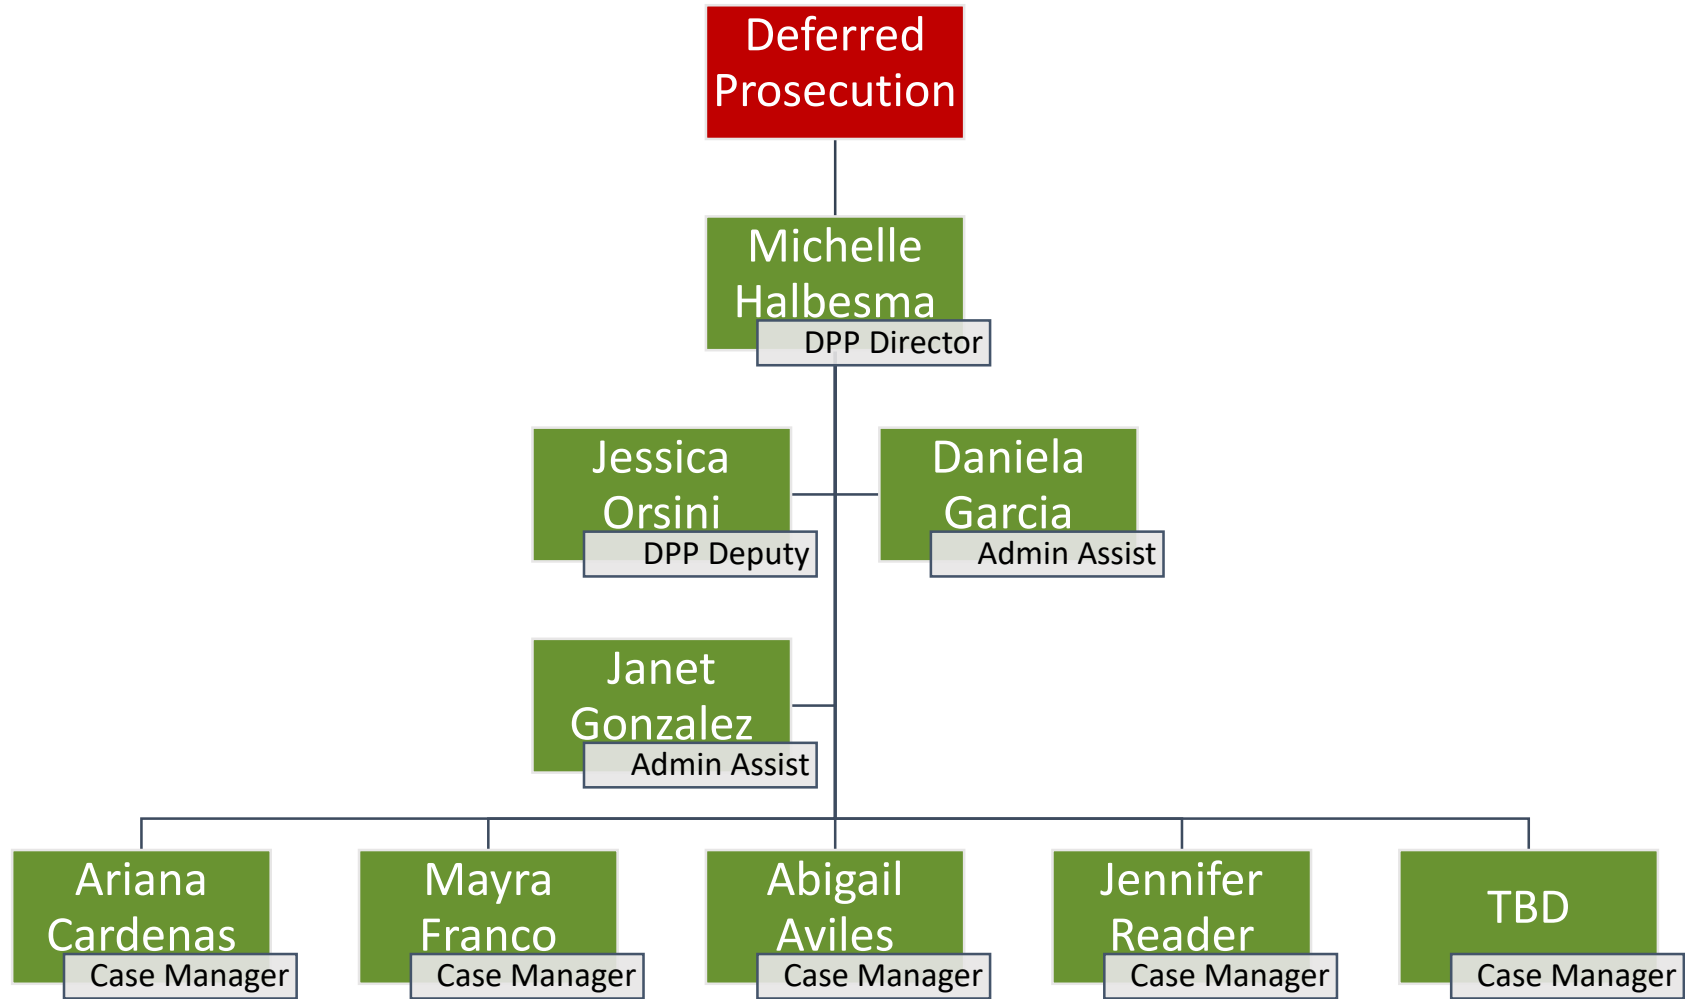 Deferred
Prosecution
Michelle
Halbesma
DPP Director
Jessica
Orsini
DPP Deputy
Daniela
Garcia
Admin Assist
Janet
Gonzalez
Admin Assist
Ariana
Cardenas
Case Manager
Mayra
Franco
Case Manager
Abigail
Aviles
Case Manager
Jennifer
Reader
Case Manager
TBD
Case Manager